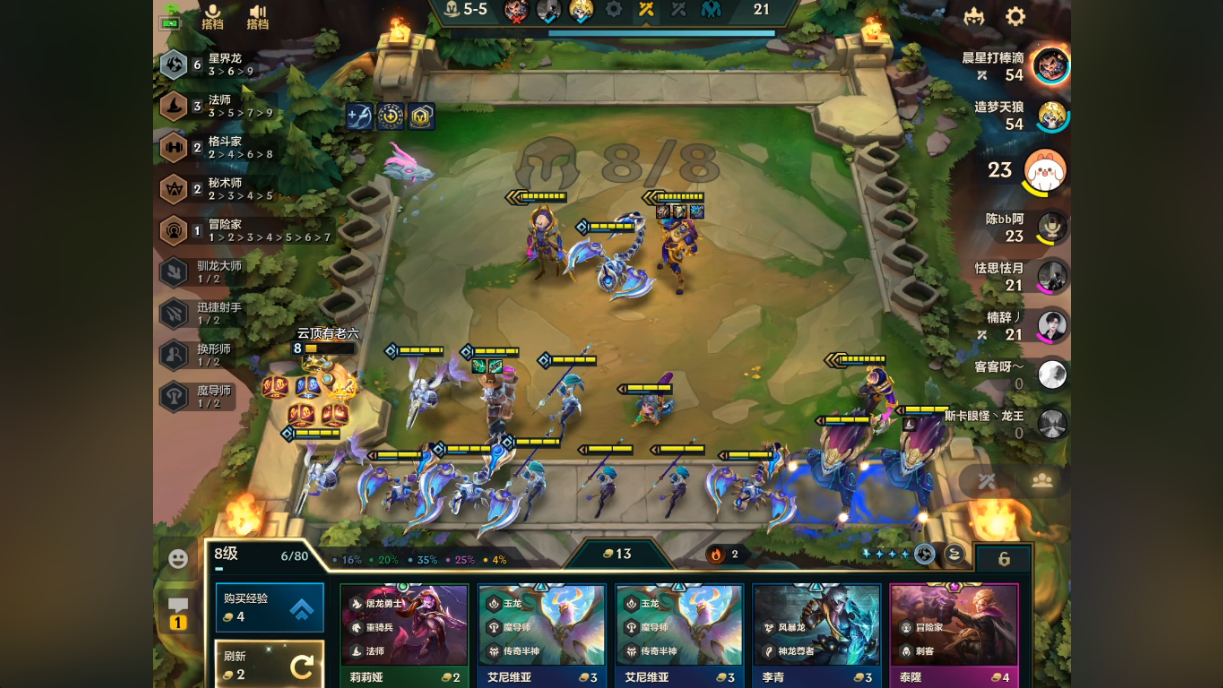 搭档
搭档
5-5
21
6 星界龙
3 > 6 > 9
3 法师
3 > 5 > 7 > 9
2 格斗家
2 > 4 > 6 > 8
2 秘术师
2 > 3 > 4 > 5
1 冒险家
1 > 2 > 3 > 4 > 5 > 6 > 7
驯龙大师
1 / 2
迅捷射手
1 / 2
换形师
1 / 2
魔导师
1 / 2
8/8
晨星打棒滴
54
造梦天狼
54
23
陈bb阿
23
怯思怯月
21
楠辞丿
21
客客呀～
0
斯卡眼怪丶龙王
0
云顶有老六
8
8级
6/80
16% 20% 35% 25% 4%
13
2
6
购买经验
4
刷新
2
1
屠龙勇士
重骑兵
法师
莉莉娅 2
玉龙
魔导师
传奇半神
艾尼维亚 3
玉龙
魔导师
传奇半神
艾尼维亚 3
风暴龙
神龙尊者
李青 3
冒险家
刺客
泰隆 4